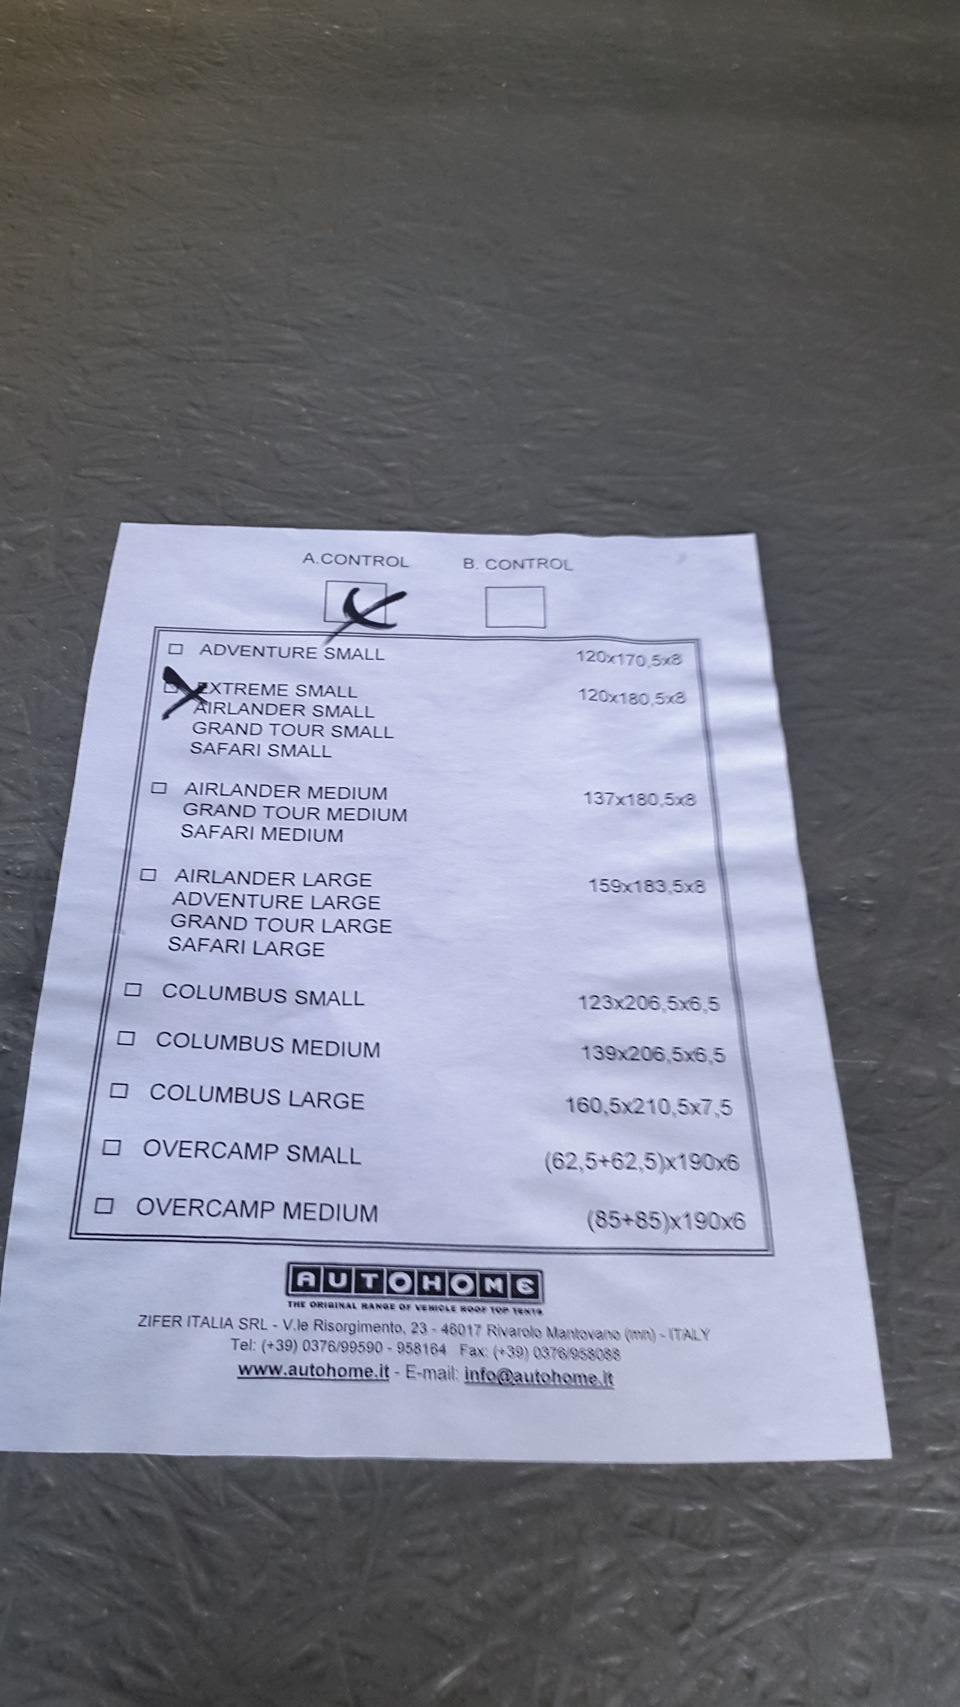 A.CONTROL B. CONTROL
ADVENTURE SMALL 120x170,5x8
EXTREME SMALL 120x180,5x8
AIRLANDER SMALL
GRAND TOUR SMALL
SAFARI SMALL
AIRLANDER MEDIUM 137x180,5x8
GRAND TOUR MEDIUM
SAFARI MEDIUM
AIRLANDER LARGE 159x183,5x8
ADVENTURE LARGE
GRAND TOUR LARGE
SAFARI LARGE
COLUMBUS SMALL 123x206,5x6,5
COLUMBUS MEDIUM 139x206,5x6,5
COLUMBUS LARGE 160,5x210,5x7,5
OVERCAMP SMALL (62,5+62,5)x190x6
OVERCAMP MEDIUM (85+85)x190x6
AUTOHOME
THE ORIGINAL RANGE OF VEHICLE ROOF TOP TENTS
ZIFER ITALIA SRL - V.le Risorgimento, 23 - 46017 Rivarolo Mantovano (mn) - ITALY
Tel: (+39) 0376/99590 - 958164 Fax: (+39) 0376/958088
www.autohome.it - E-mail: info@autohome.it